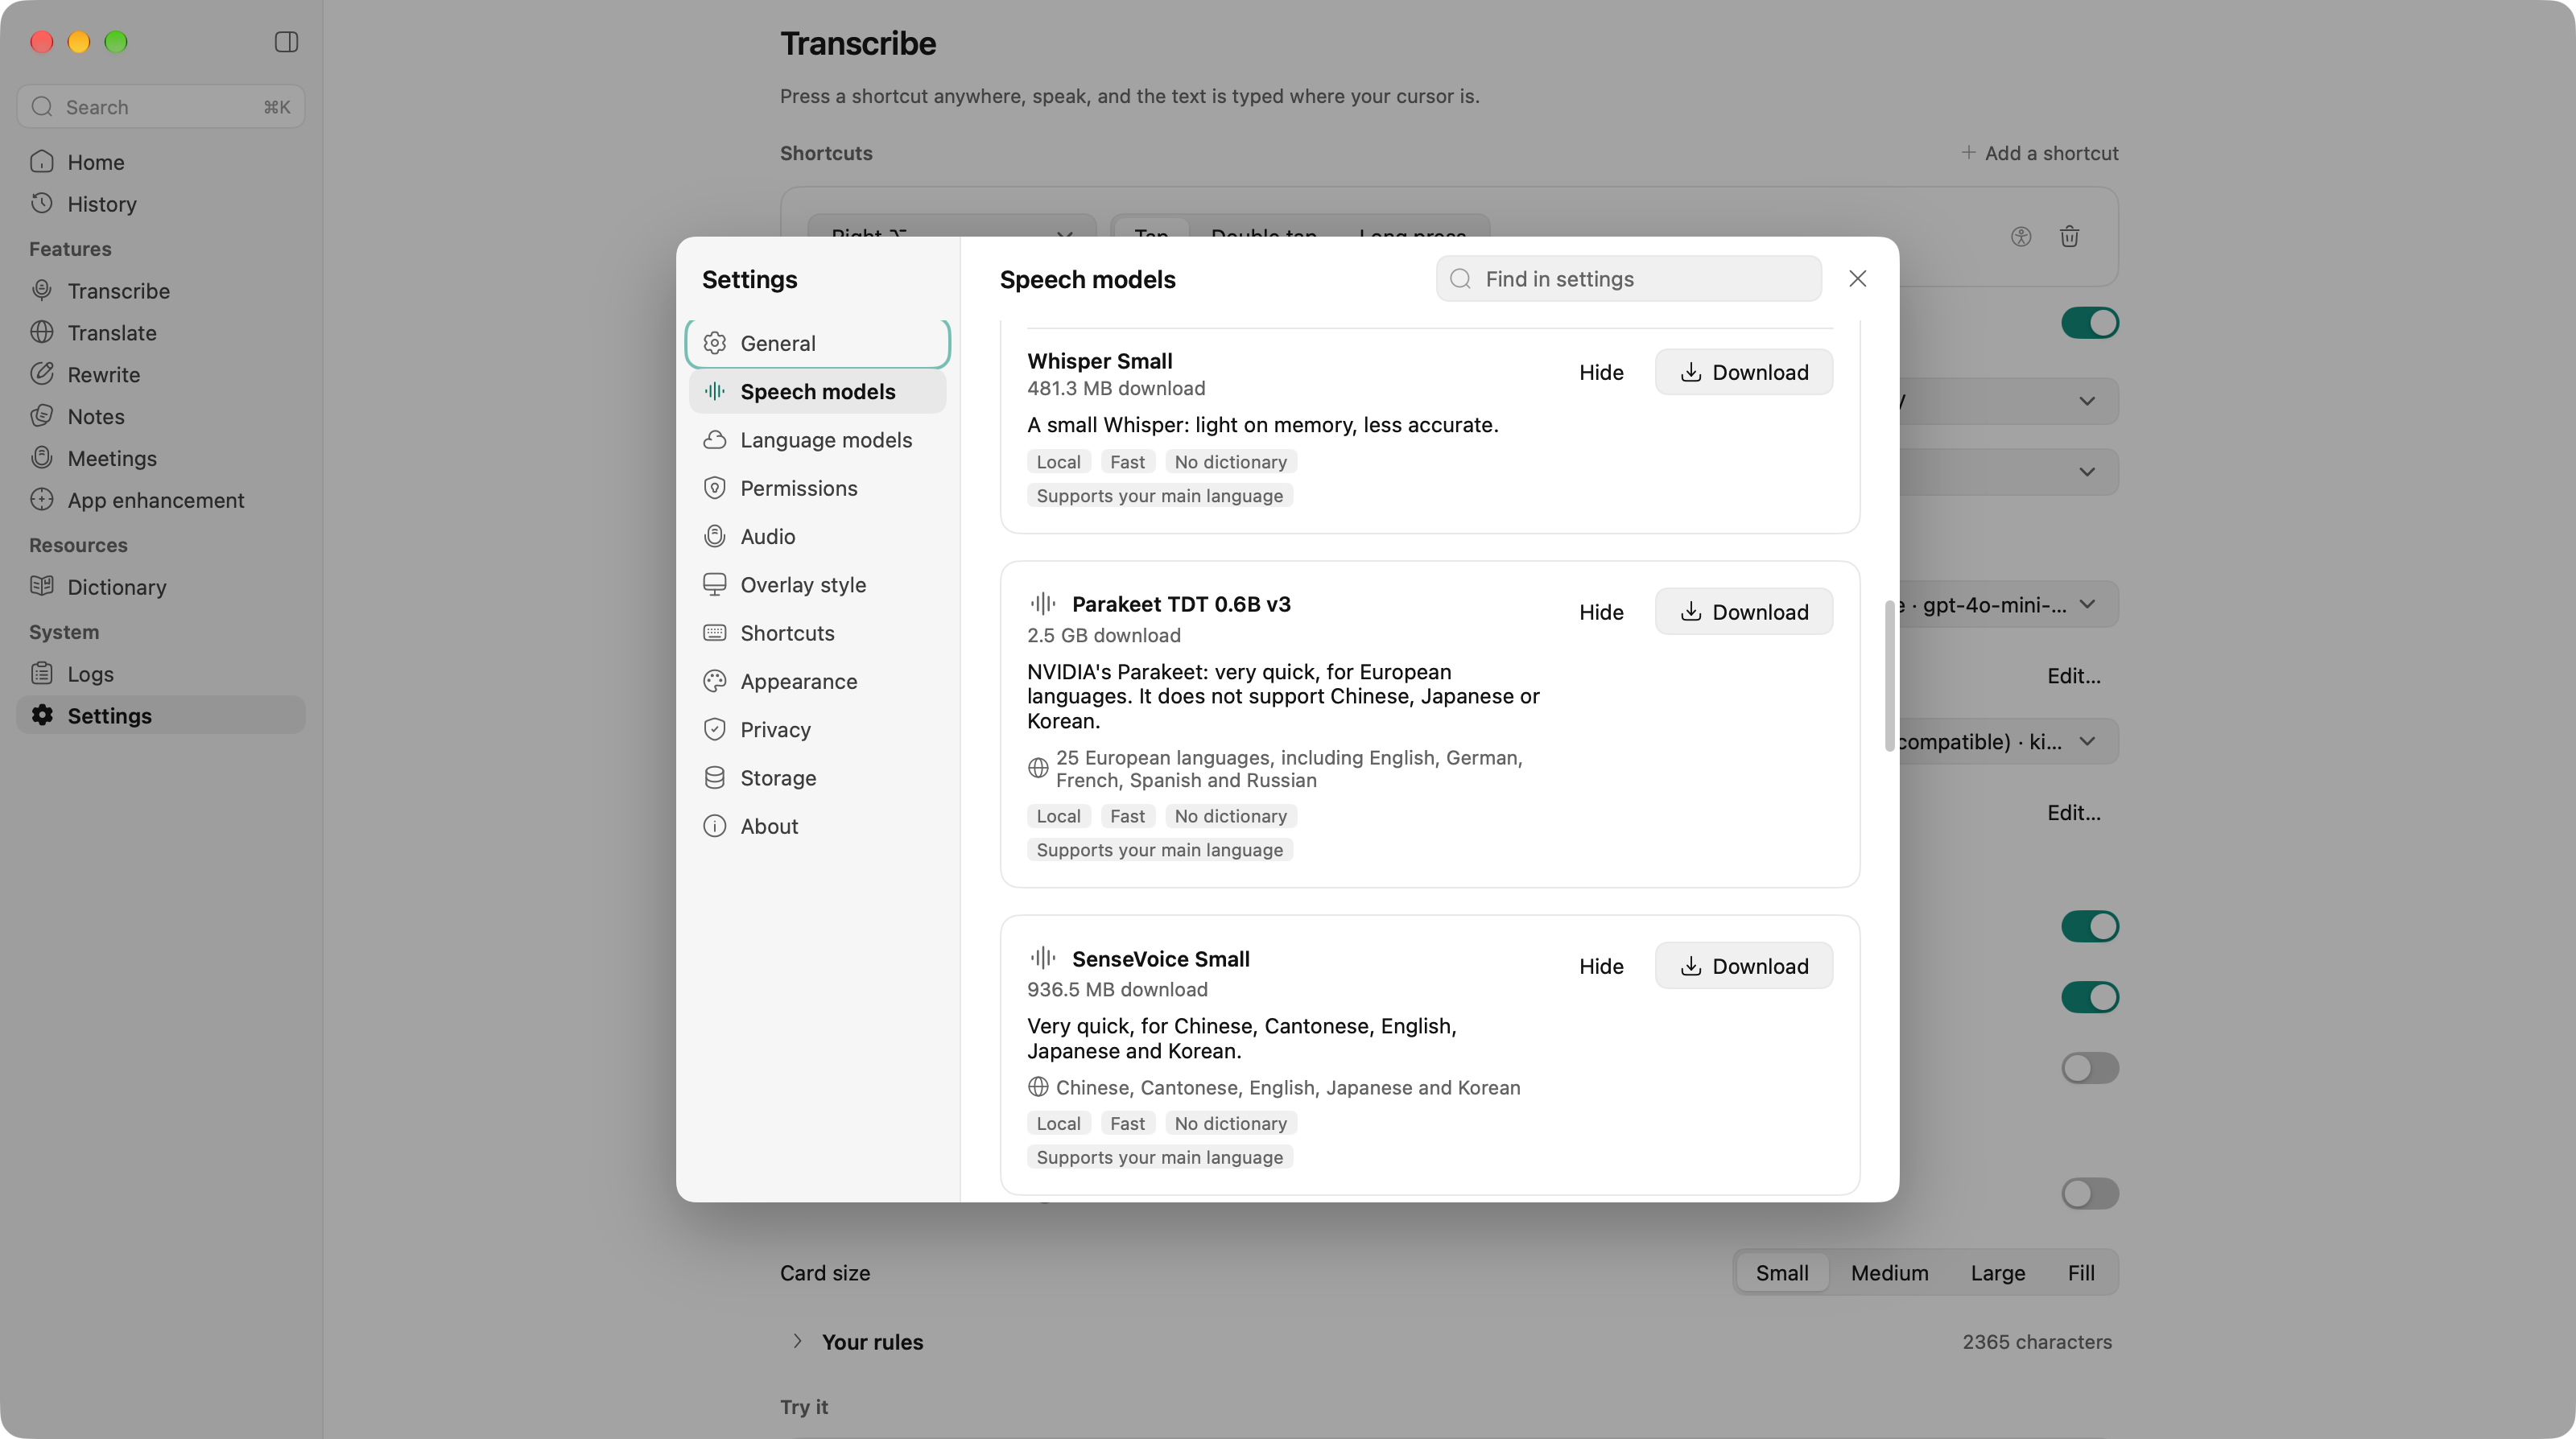 Transcribe
Press a shortcut anywhere, speak, and the text is typed where your cursor is.
Search ⌘K
Home
History
Features
Transcribe
Translate
Rewrite
Notes
Meetings
App enhancement
Resources
Dictionary
System
Logs
Settings
Shortcuts
+ Add a shortcut
Right ⌥
Tap Double tap Long press
Settings
General
Speech models
Language models
Permissions
Audio
Overlay style
Shortcuts
Appearance
Privacy
Storage
About
Speech models
Find in settings
Whisper Small
481.3 MB download
Hide Download
A small Whisper: light on memory, less accurate.
Local Fast No dictionary
Supports your main language
Parakeet TDT 0.6B v3
2.5 GB download
Hide Download
NVIDIA's Parakeet: very quick, for European
languages. It does not support Chinese, Japanese or
Korean.
25 European languages, including English, German,
French, Spanish and Russian
Local Fast No dictionary
Supports your main language
SenseVoice Small
936.5 MB download
Hide Download
Very quick, for Chinese, Cantonese, English,
Japanese and Korean.
Chinese, Cantonese, English, Japanese and Korean
Local Fast No dictionary
Supports your main language
· gpt-4o-mini-...
Edit...
compatible) · ki...
Edit...
Card size
Small Medium Large Fill
Your rules
2365 characters
Try it